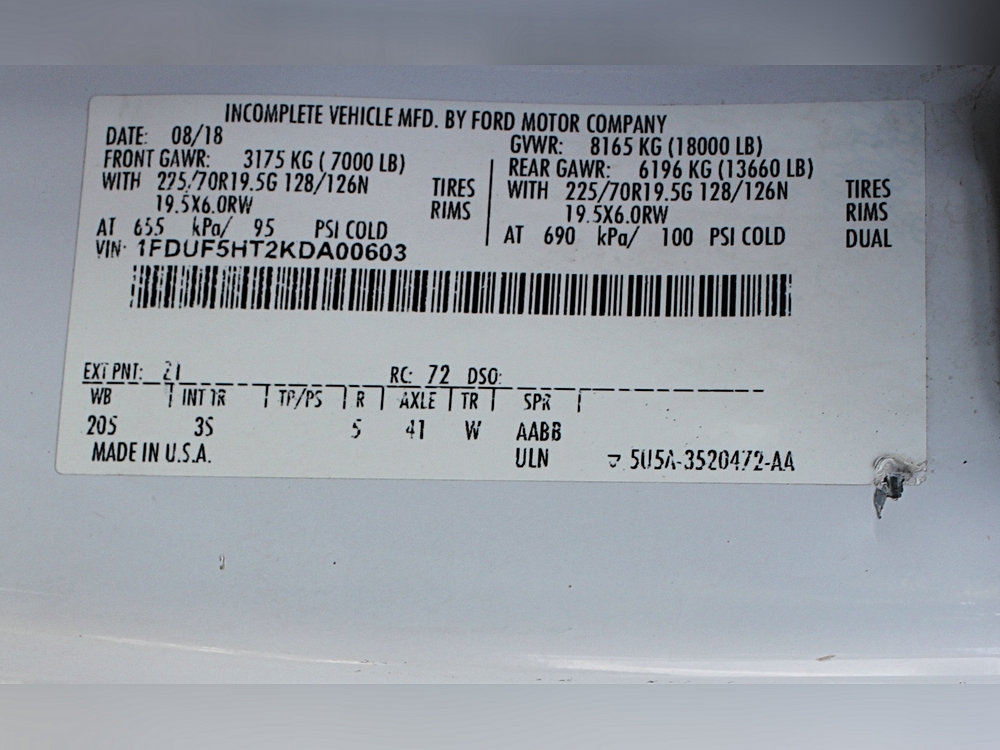 INCOMPLETE VEHICLE MFD. BY FORD MOTOR COMPANY
DATE: 08/18
GVWR: 8165 KG (18000 LB)
FRONT GAWR: 3175 KG ( 7000 LB)
REAR GAWR: 6196 KG (13660 LB)
WITH 225/70R19.5G 128/126N TIRES
WITH 225/70R19.5G 128/126N TIRES
19.5X6.0RW RIMS
19.5X6.0RW RIMS
AT 655 kPa/ 95 PSI COLD
AT 690 kPa/ 100 PSI COLD DUAL
VIN: 1FDUF5HT2KDA00603
EXT PNT: Z1
RC: 72 DSO:
WB INT TR TP/PS R AXLE TR SPR
205 3S 5 41 W AABB
MADE IN U.S.A. ULN 5U5A-3520472-AA